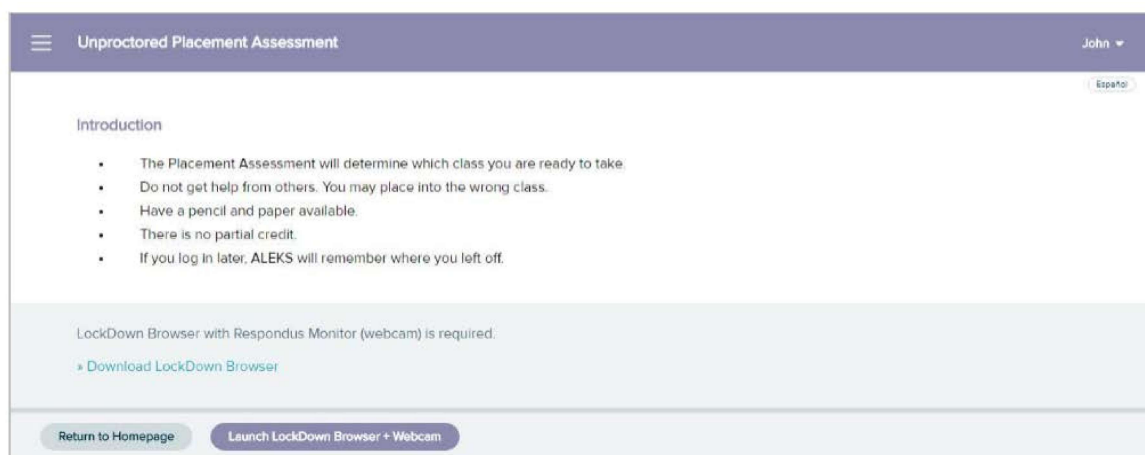 Unproctored Placement Assessment
John
Español
Introduction
• The Placement Assessment will determine which class you are ready to take.
• Do not get help from others. You may place into the wrong class.
• Have a pencil and paper available.
• There is no partial credit.
• If you log in later, ALEKS will remember where you left off.
LockDown Browser with Respondus Monitor (webcam) is required.
» Download LockDown Browser
Return to Homepage
Launch LockDown Browser + Webcam